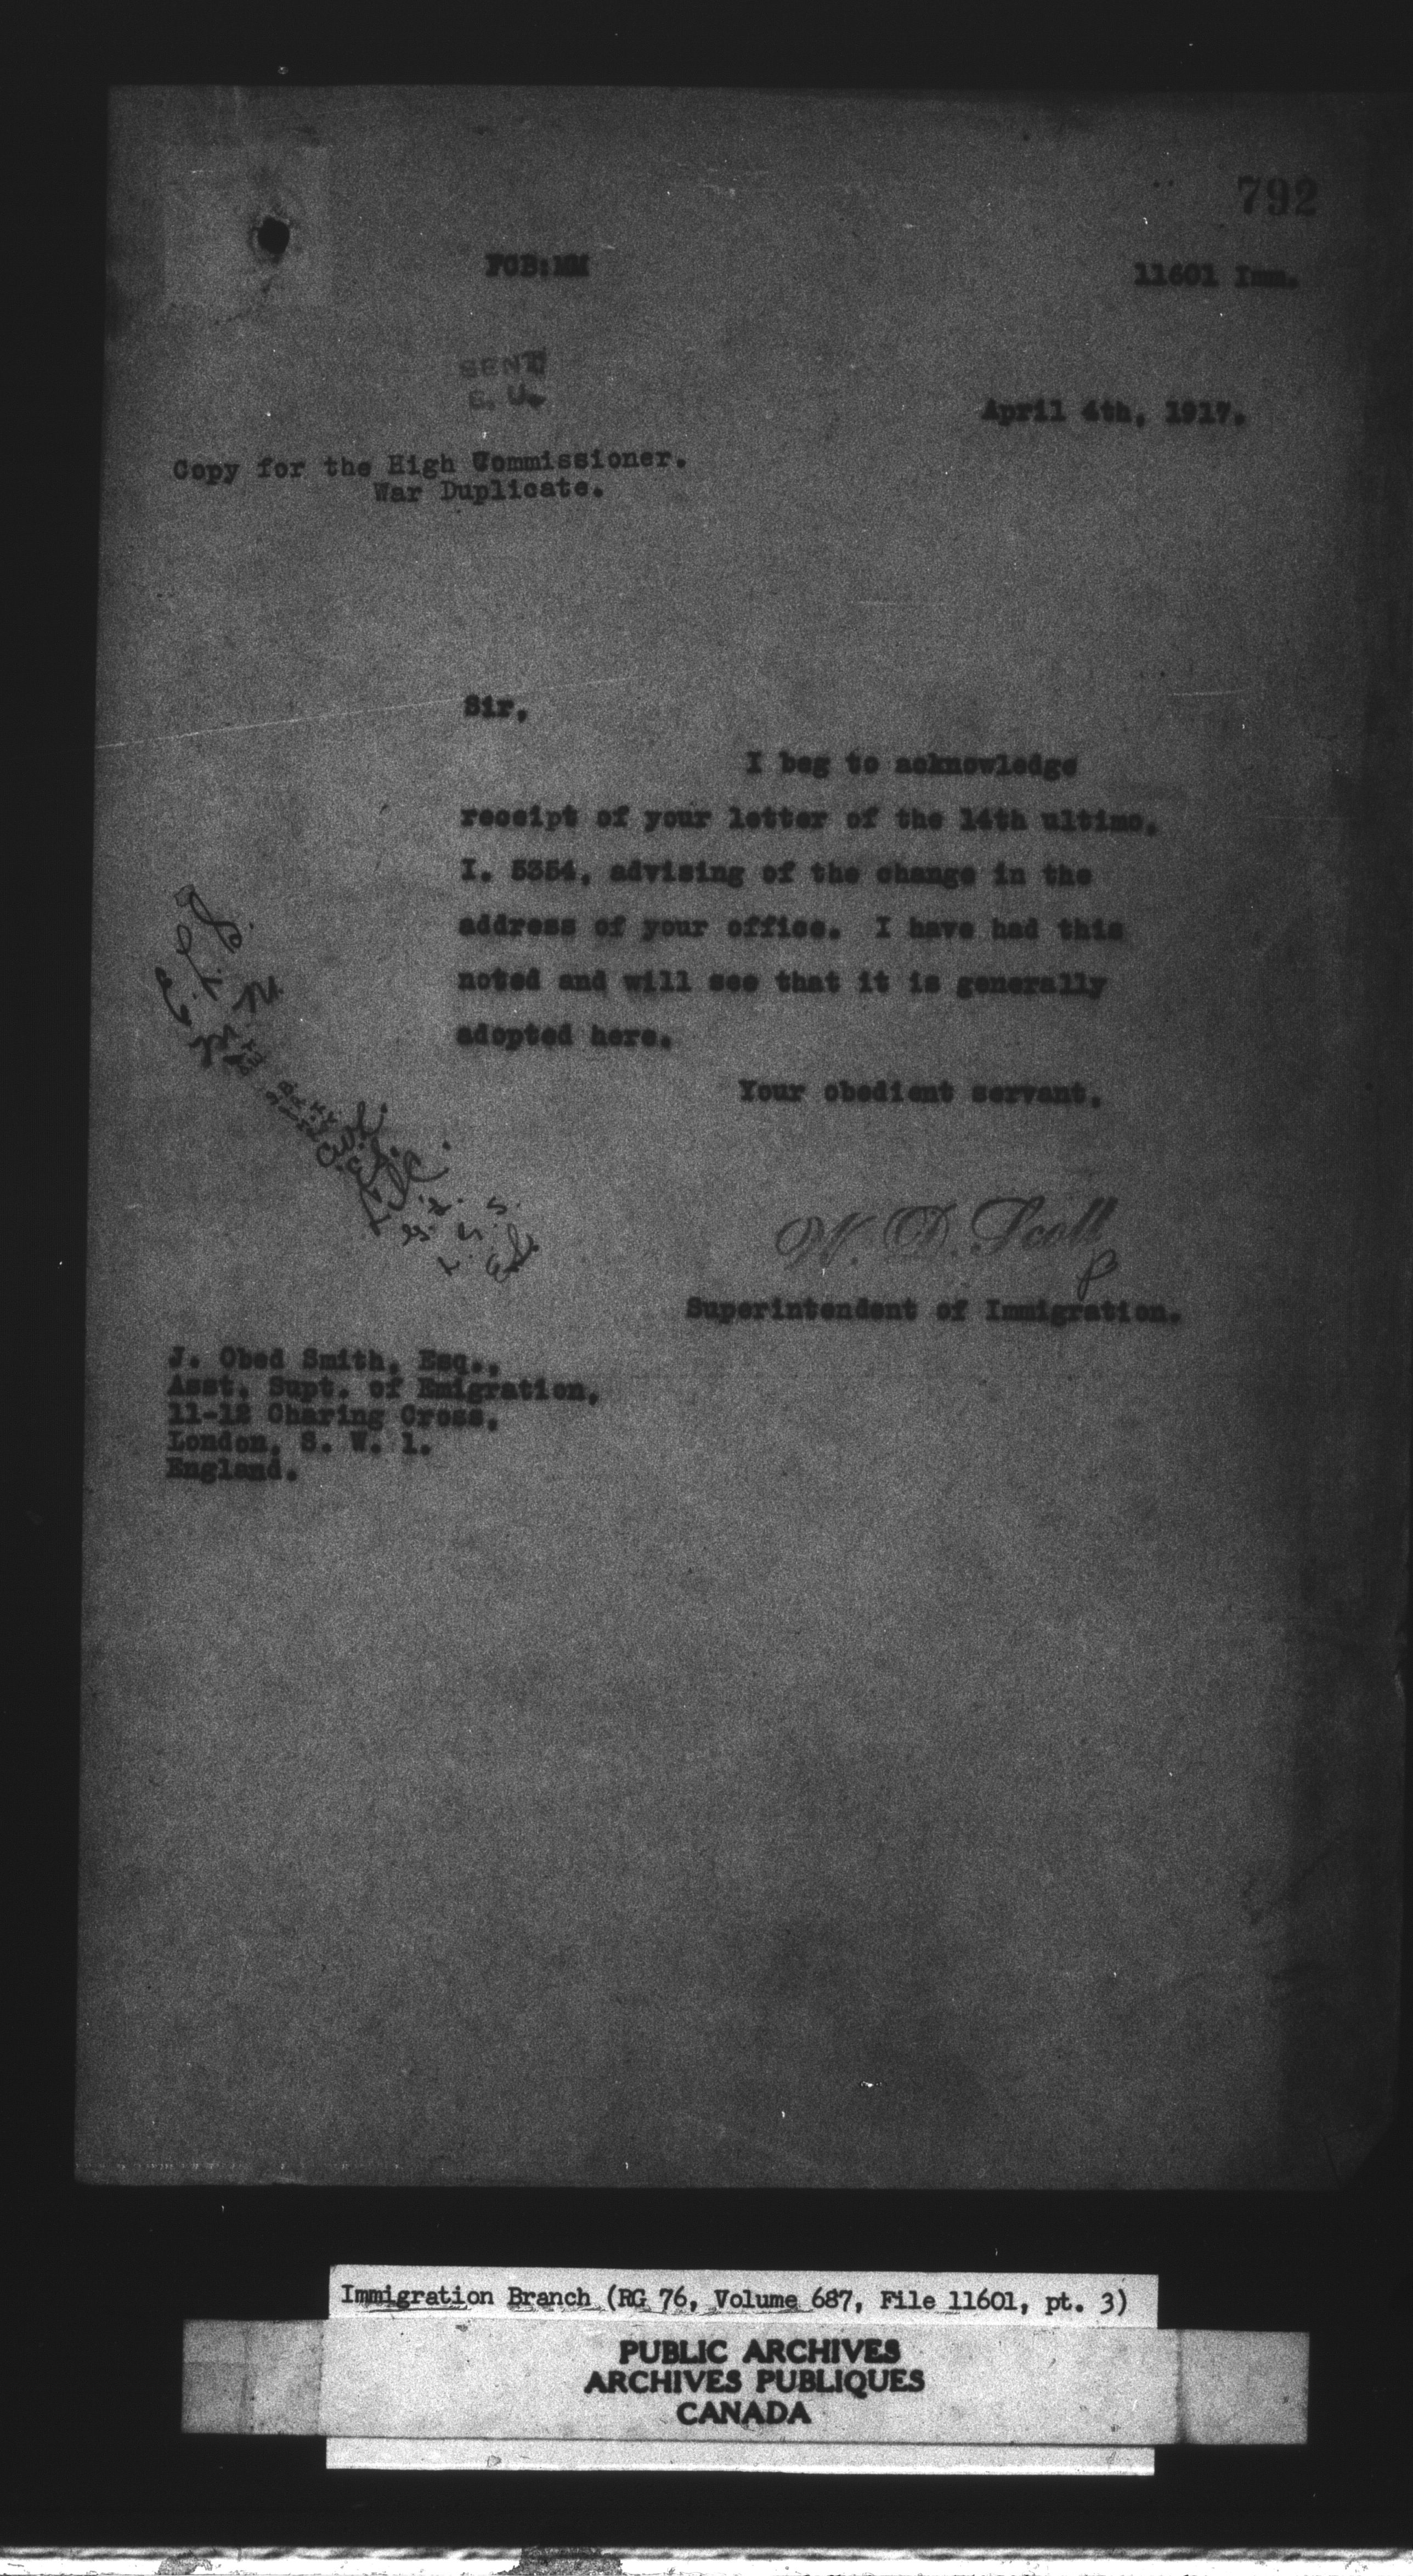 792
FCB:MM
11601 Imm.
SENT
April 4th, 1917.
Copy for the High Commissioner.
War Duplicate.
Sir,
I beg to acknowledge
receipt of your letter of the 14th ultimo,
I. 5354, advising of the change in the
address of your office. I have had this
noted and will see that it is generally
adopted here.
Your obedient servant,
W. D. Scott
Superintendent of Immigration.
J. Obed Smith, Esq.,
Asst. Supt. of Emigration,
11-12 Charing Cross,
London, S. W. 1.
England.
Immigration Branch (RG 76, Volume 687, File 11601, pt. 3)
PUBLIC ARCHIVES
ARCHIVES PUBLIQUES
CANADA